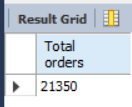 Result Grid
Total
orders
21350